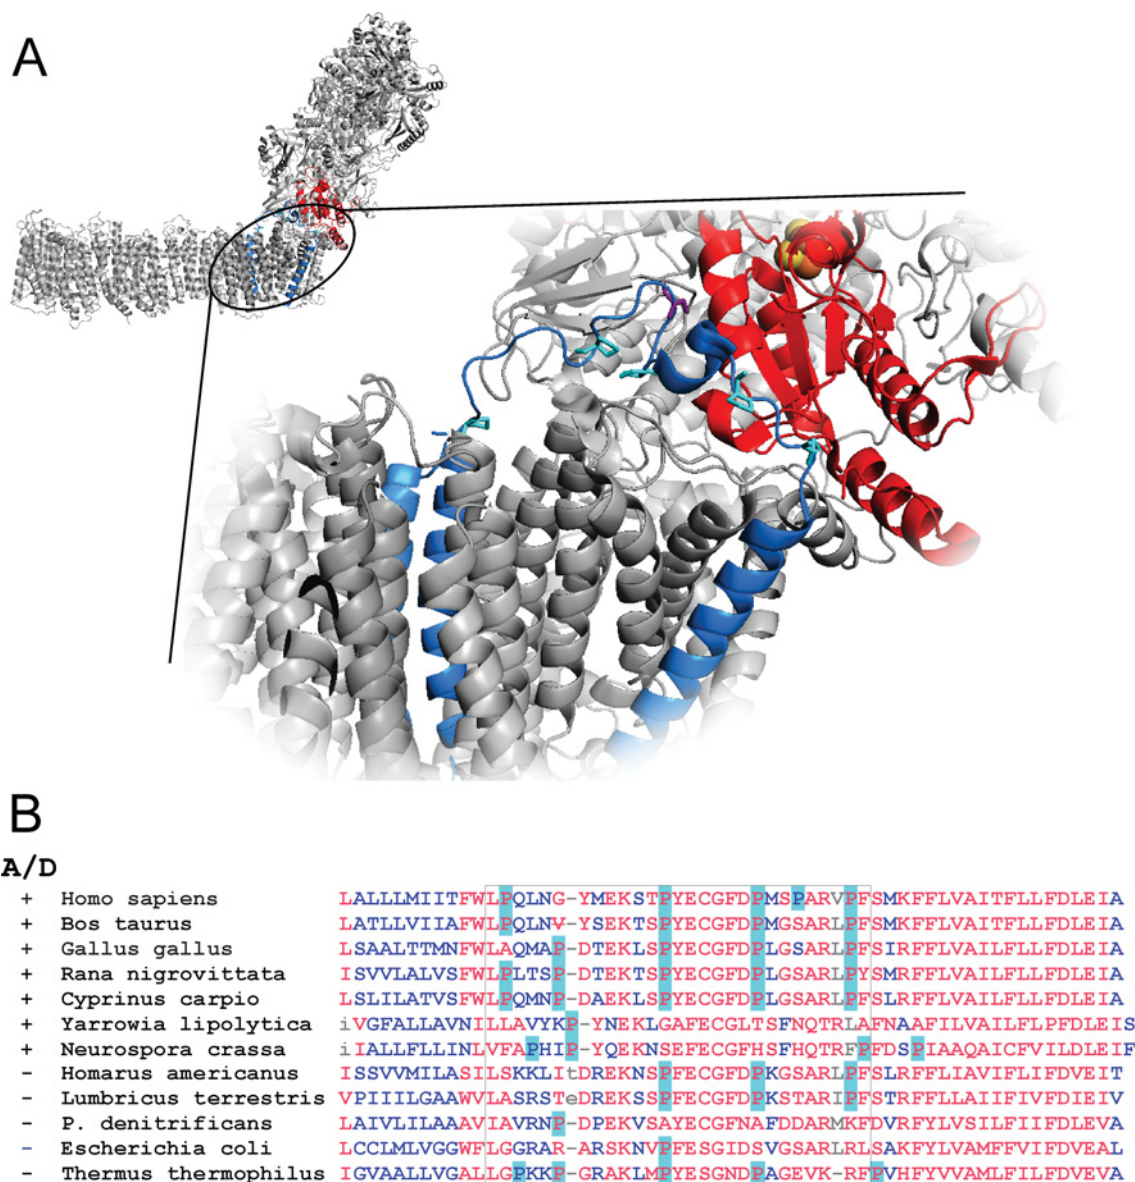 A
B
A/D
+ Homo sapiens LALLLMIITFWLPQLNG-YMEKSTPYECGFDPMSPARVPFSMKFFLVAITFLLFDLEIA
+ Bos taurus LATLLVIIAFWLPQLNV-YSEKTSPYECGFDPMGSARLPFSMKFFLVAITFLLFDLEIA
+ Gallus gallus LSAALTTMNFWLAQMAP-DTEKLSPYECGFDPLGSARLPFSIRFFLVAILFLLFDLEIA
+ Rana nigrovittata ISVVLALVSFWLPLTSP-DTEKTSPYECGFDPLGSARLPYSMRFFLVAILFLLFDLEIT
+ Cyprinus carpio LSLILATVSFWLPQMNP-DAEKLSPYECGFDPLGSARLPFSLRFFLVAILFLLFDLEIA
+ Yarrowia lipolytica iVGFALLAVNILLAVYKP-YNEKLGAFECGLTSFNQTRLAFNAAFILVAILFLPFDLEIS
+ Neurospora crassa iIALLFLLINLVFAPHIP-YQEKNSEFECGFHSFHQTRFPFDSPIAAQAICFVILDLEIF
- Homarus americanus ISSVVMILASILSKKLItDREKNSPFECGFDPKGSARLPFSLRFFLIAVIFLIFDVEIA
- Lumbricus terrestris VPIIILGAAWVLASRSTeDREKSSPFECGFDPKSTARIPFSTRFFLLAIIFIVFDIEIV
- P. denitrificans LAIVLILAAAVIAVRNP-DPEKVSAYECGFNAFDDARMKFDVRFYLVSILFIIFDLEVA
- Escherichia coli LCCLMLVGGWFLGGRAR-ARSKNVPFESGIDSVGSARLRLSAKFYLVAMFFVIFDVEAL
- Thermus thermophilus IGVAALLVGALLGPKKP-GRAKLMPYESGNDPAGEVK-RFPVHFYVVAMLFILFDVEVA